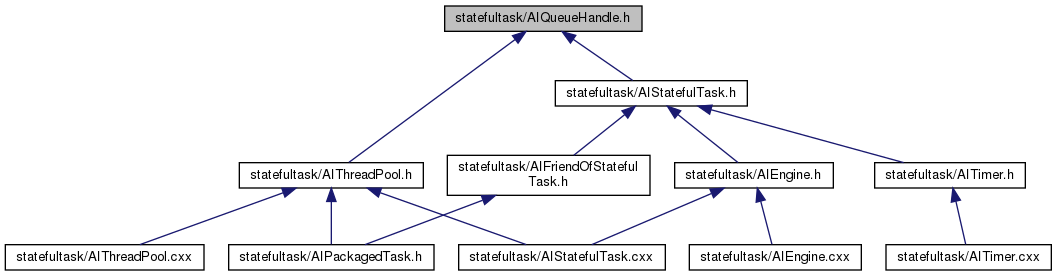 statefultask/AIQueueHandle.h
statefultask/AIStatefulTask.h
statefultask/AIThreadPool.h
statefultask/AIFriendOfStateful
Task.h
statefultask/AIEngine.h
statefultask/AITimer.h
statefultask/AIThreadPool.cxx
statefultask/AIPackagedTask.h
statefultask/AIStatefulTask.cxx
statefultask/AIEngine.cxx
statefultask/AITimer.cxx